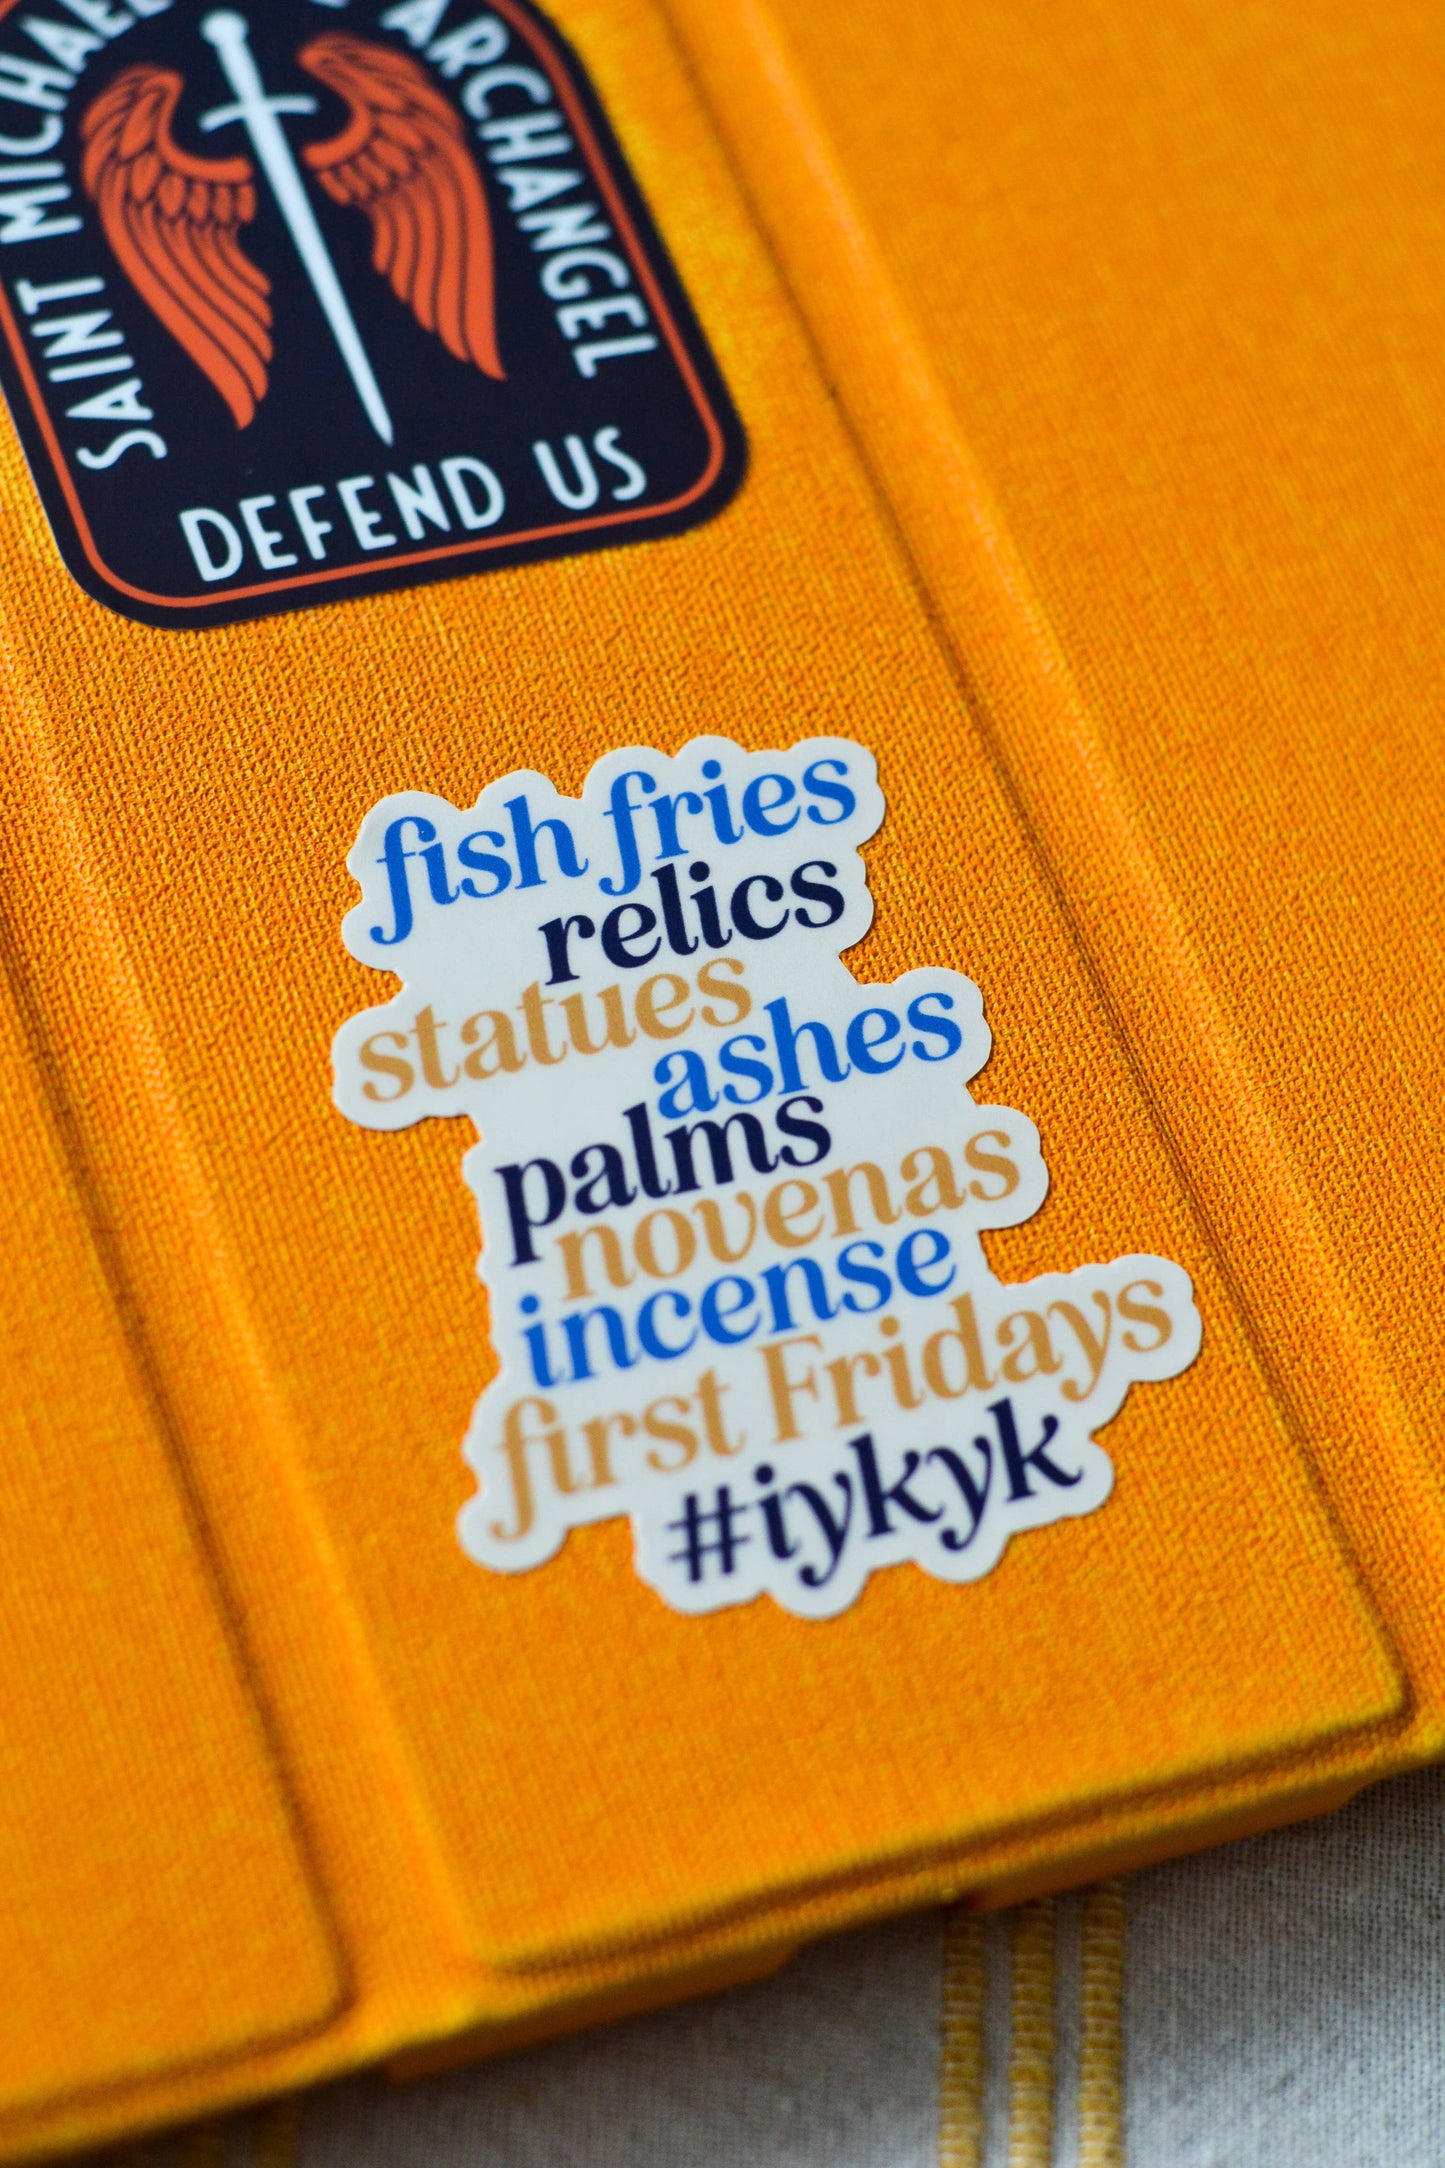 SAINT MICHAEL
ARCHANGEL
DEFEND US
fish fries
relics
statues
ashes
palms
novenas
incense
first Fridays
#iykyk